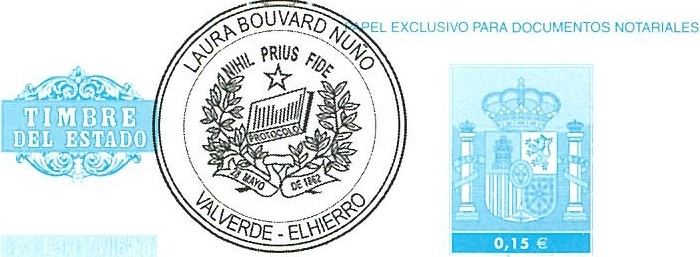 PAPEL EXCLUSIVO PARA DOCUMENTOS NOTARIALES
LAURA BOUVARD NUÑO
NIHIL PRIUS FIDE
TIMBRE
DEL ESTADO
PROTOCOLO
28 MAYO DE 1862
VALVERDE - ELHIERRO
0,15 €